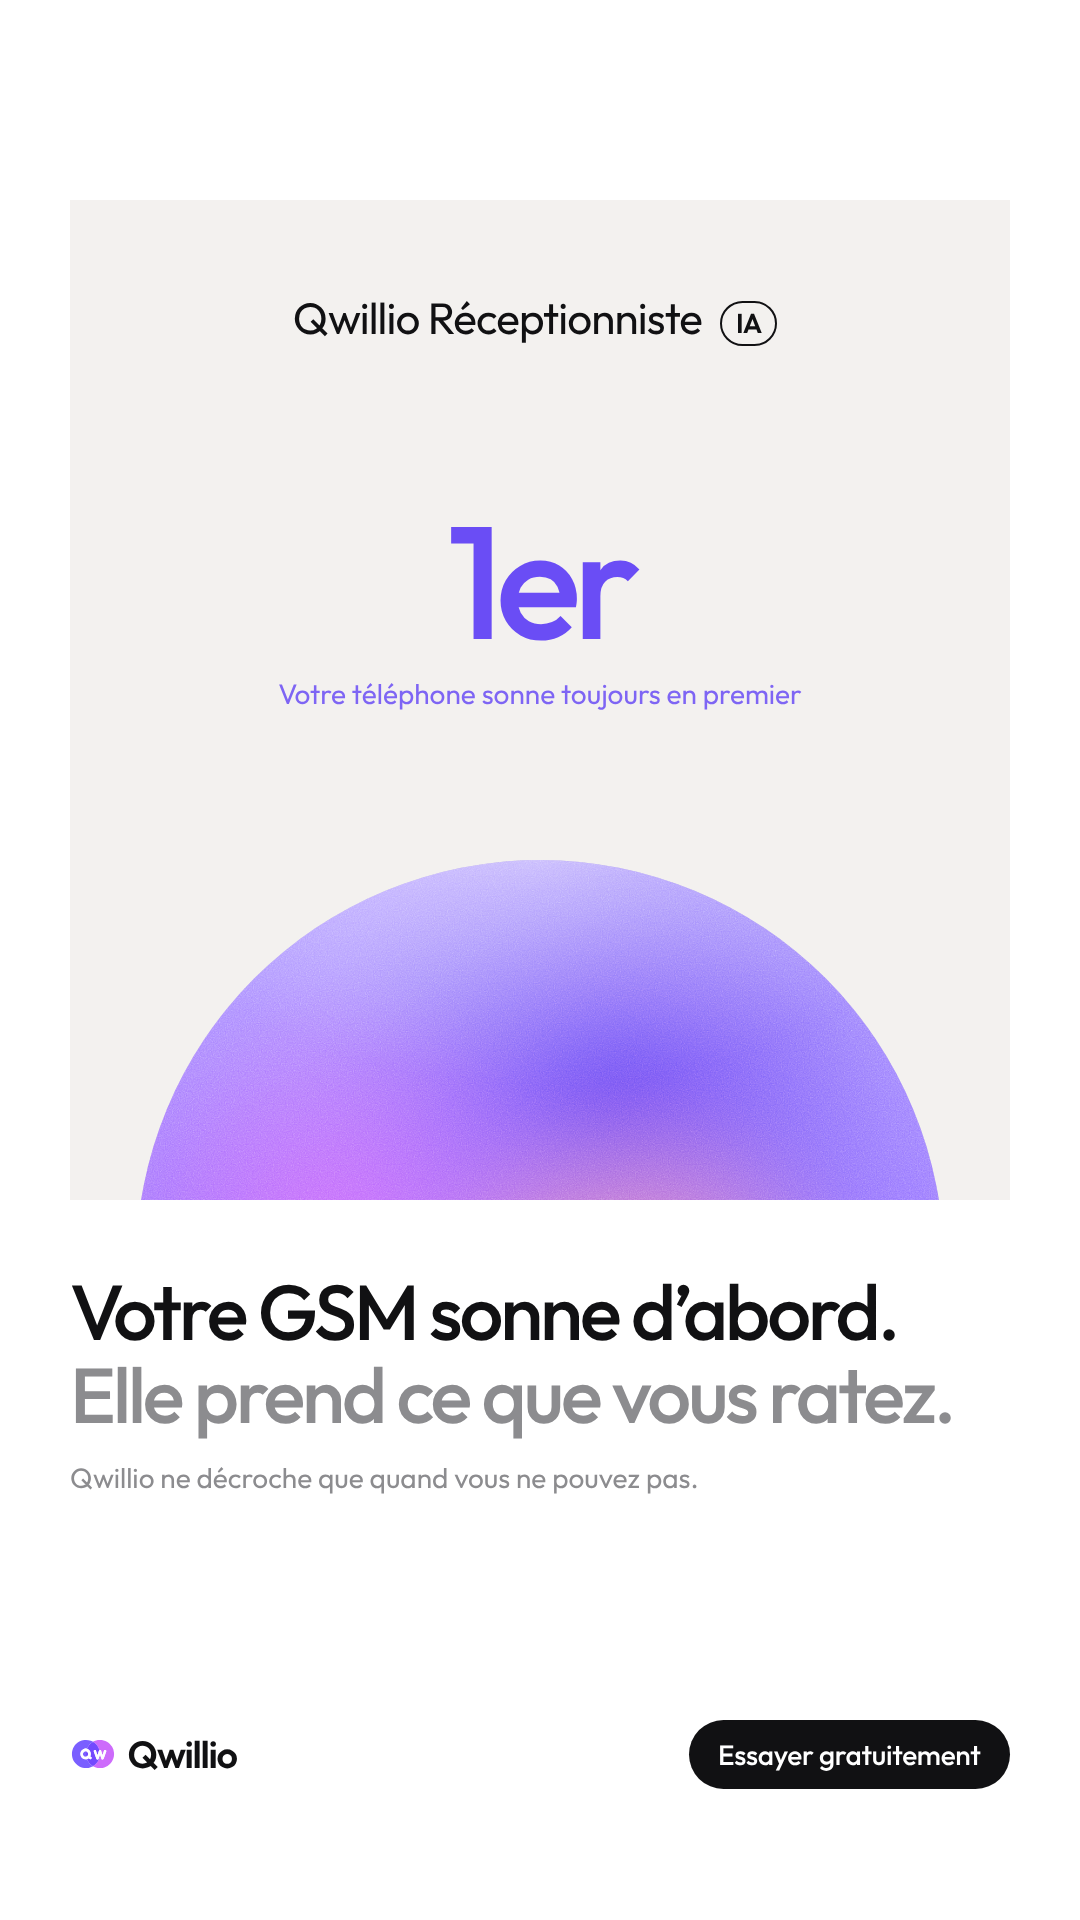 Qwillio Réceptionniste IA
1er
Votre téléphone sonne toujours en premier
Votre GSM sonne d’abord.
Elle prend ce que vous ratez.
Qwillio ne décroche que quand vous ne pouvez pas.
QW Qwillio
Essayer gratuitement